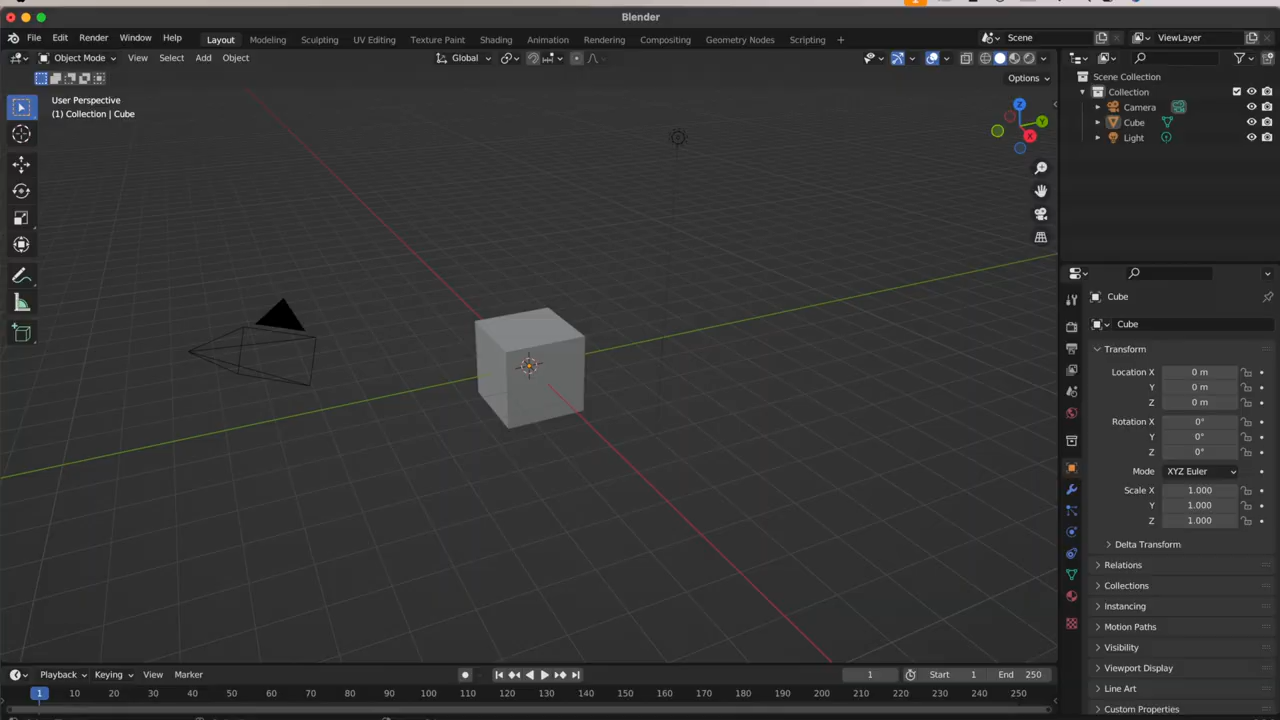 Blender
File Edit Render Window Help
Layout Modeling Sculpting UV Editing Texture Paint Shading Animation Rendering Compositing Geometry Nodes Scripting +
Scene
ViewLayer
Object Mode View Select Add Object
Global
Options
User Perspective
(1) Collection | Cube
Z
Y
X
Scene Collection
Collection
Camera
Cube
Light
Cube
Cube
Transform
Location X 0 m
Y 0 m
Z 0 m
Rotation X 0°
Y 0°
Z 0°
Mode XYZ Euler
Scale X 1.000
Y 1.000
Z 1.000
Delta Transform
Relations
Collections
Instancing
Motion Paths
Visibility
Viewport Display
Line Art
Custom Properties
Playback Keying View Marker
1
Start 1 End 250
1 10 20 30 40 50 60 70 80 90 100 110 120 130 140 150 160 170 180 190 200 210 220 230 240 250